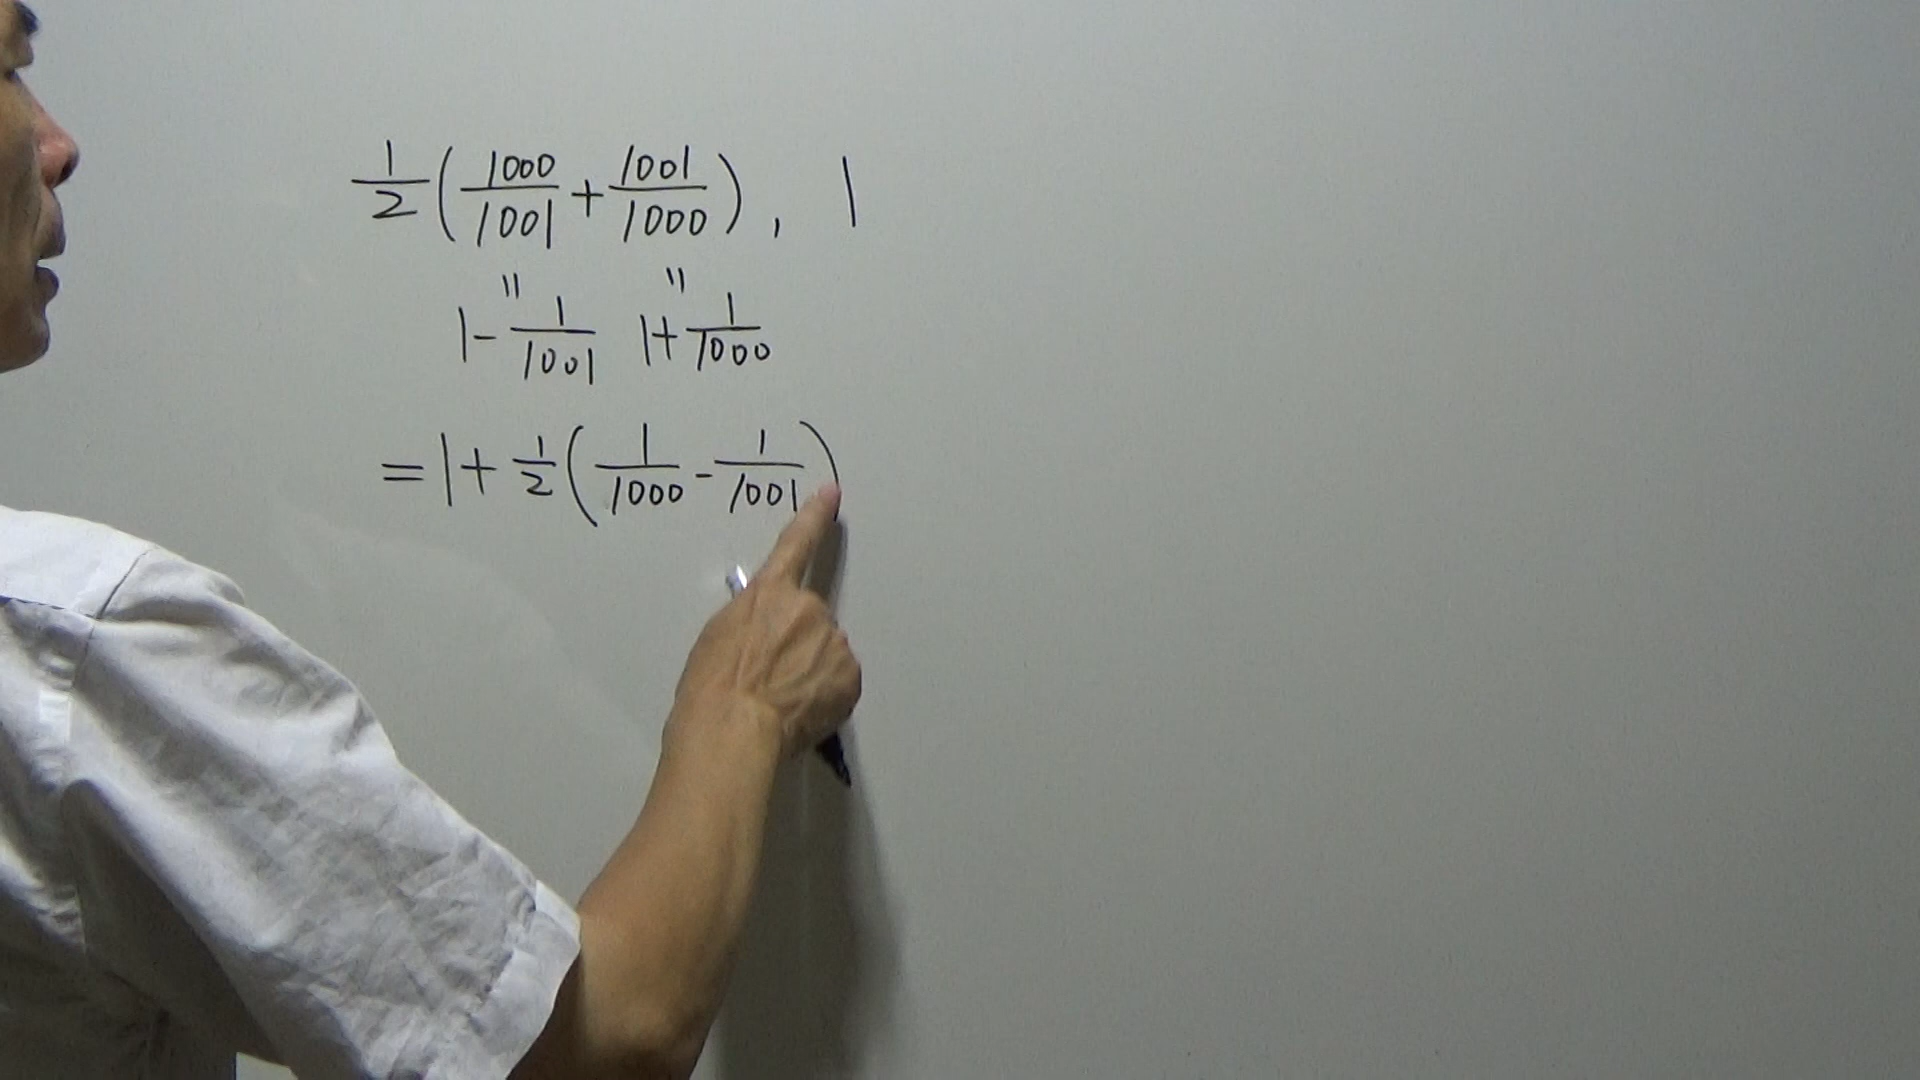 1/2 (1000/1001 + 1001/1000), 1
〃 〃
1 - 1/1001 1 + 1/1000
= 1 + 1/2 (1/1000 - 1/1001)